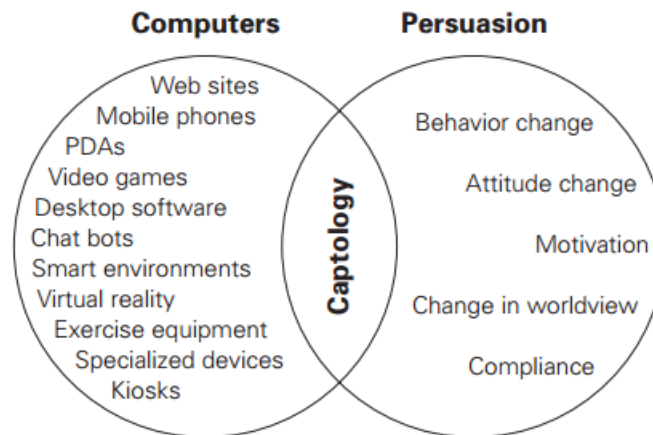 Computers
Persuasion
Web sites
Mobile phones
PDAs
Video games
Desktop software
Chat bots
Smart environments
Virtual reality
Exercise equipment
Specialized devices
Kiosks
Captology
Behavior change
Attitude change
Motivation
Change in worldview
Compliance